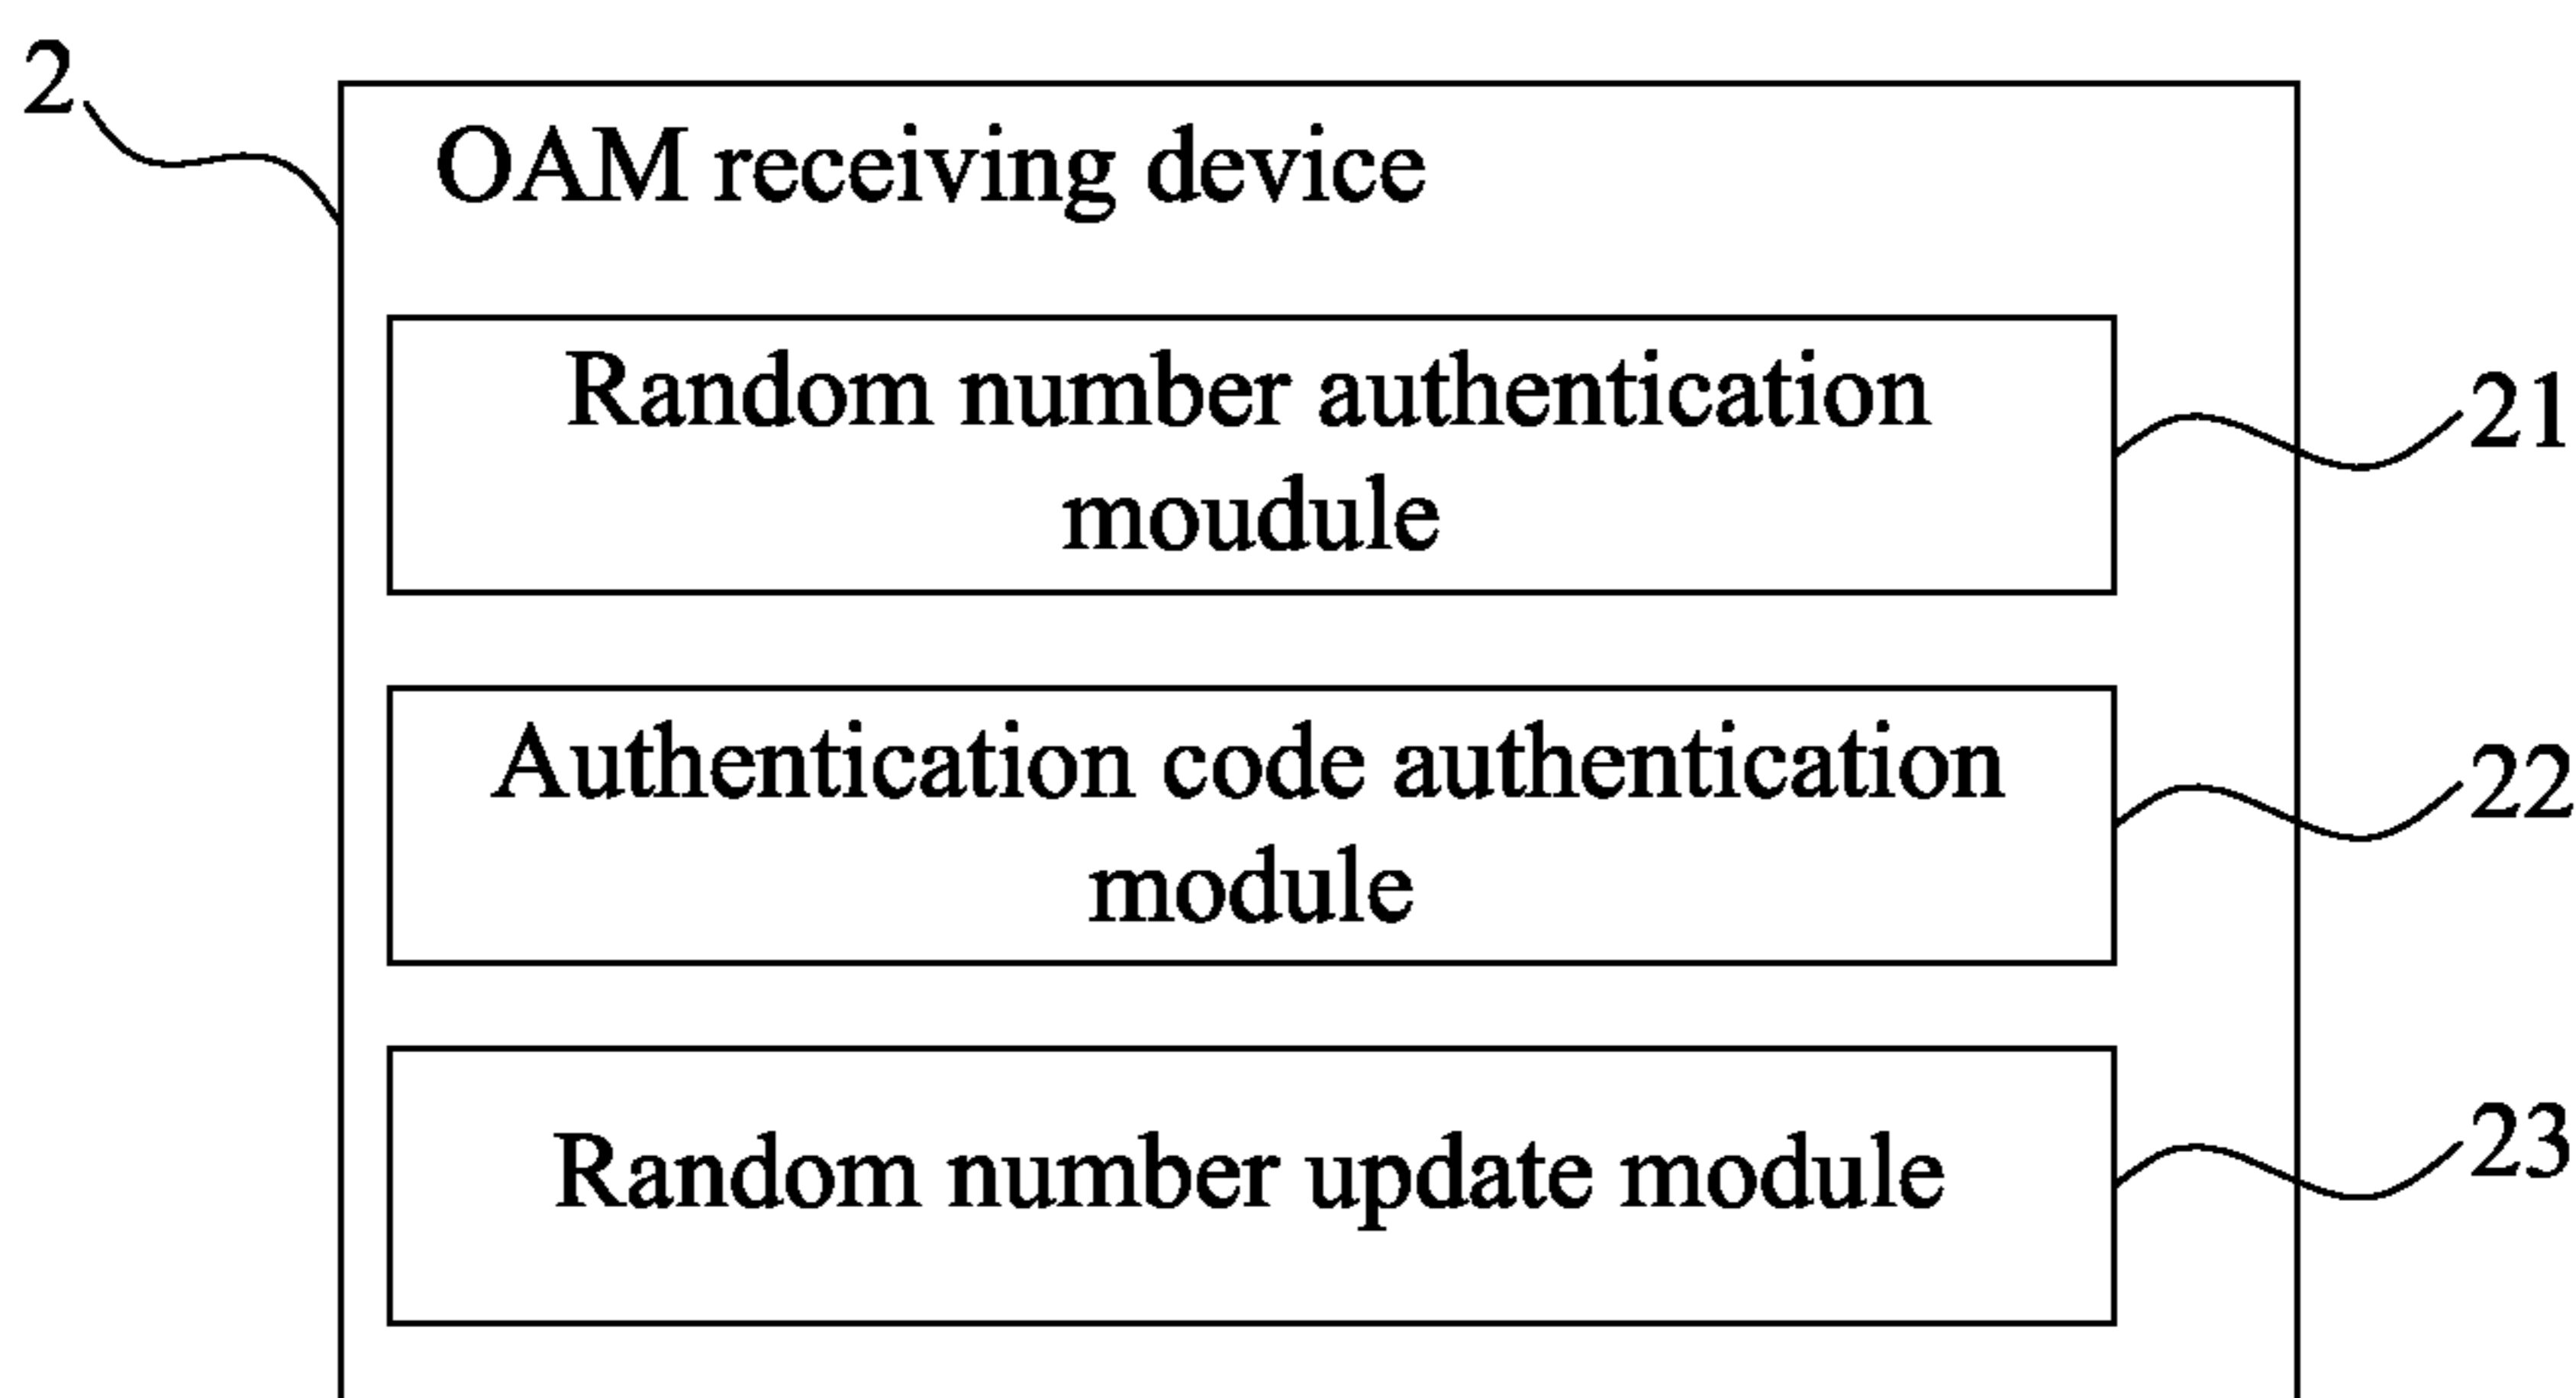 2
OAM receiving device
Random number authentication
moudule
21
Authentication code authentication
module
22
Random number update module
23